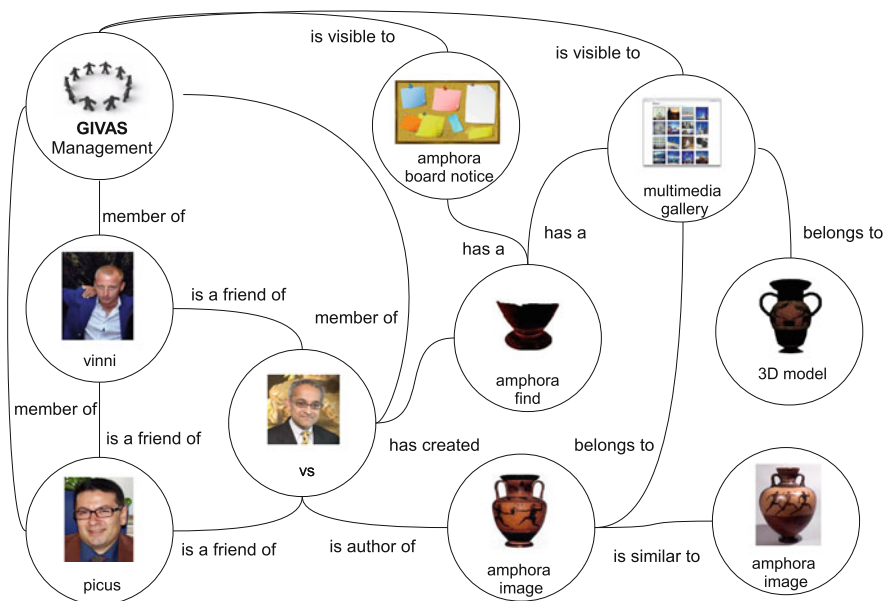 is visible to
is visible to
GIVAS
Management
amphora
board notice
multimedia
gallery
member of
has a
has a
belongs to
is a friend of
member of
vinni
amphora
find
3D model
member of
is a friend of
has created
belongs to
vs
is a friend of
is author of
is similar to
picus
amphora
image
amphora
image